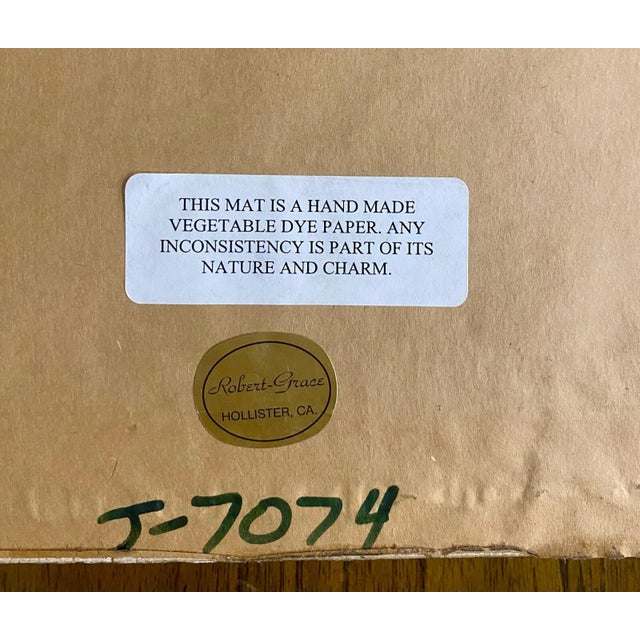 THIS MAT IS A HAND MADE
VEGETABLE DYE PAPER. ANY
INCONSISTENCY IS PART OF ITS
NATURE AND CHARM.
Robert-Grace
HOLLISTER, CA.
J-7074